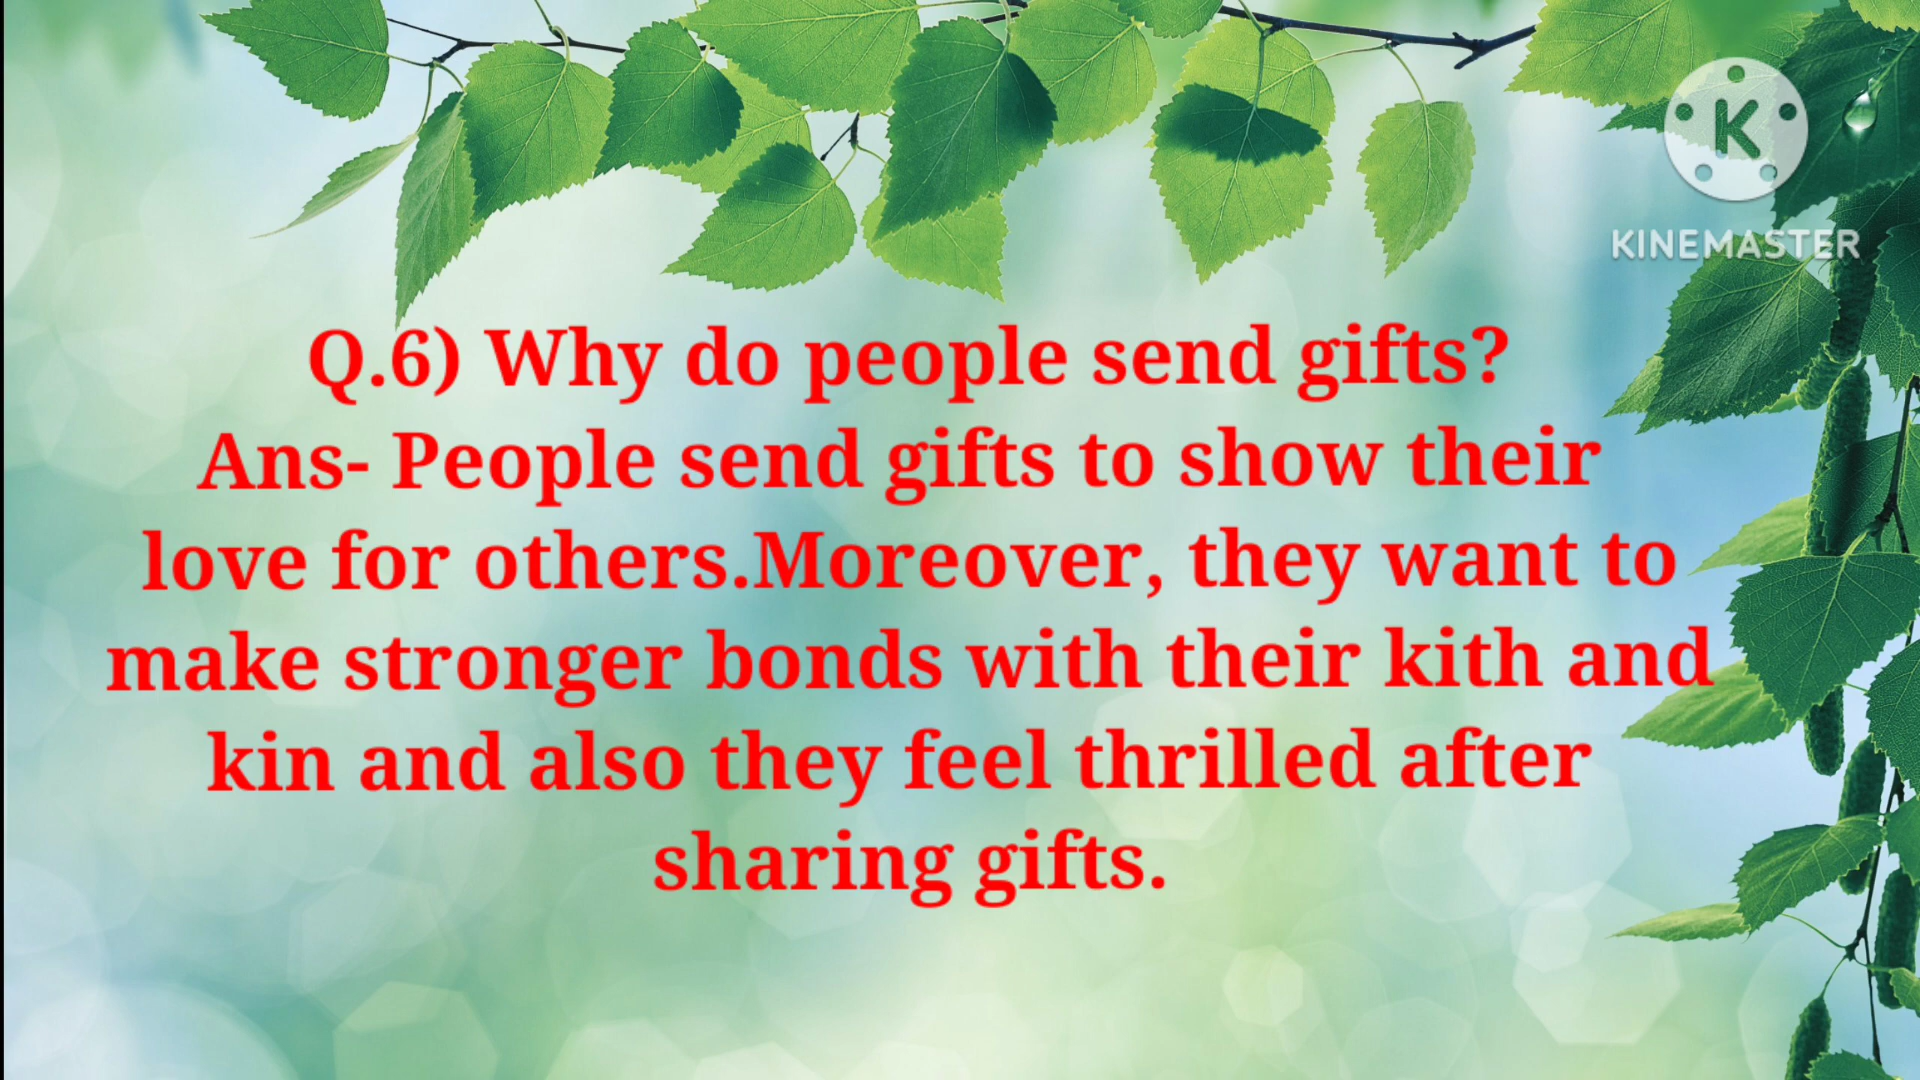 K
KINEMASTER
Q.6) Why do people send gifts?
Ans- People send gifts to show their
love for others.Moreover, they want to
make stronger bonds with their kith and
kin and also they feel thrilled after
sharing gifts.